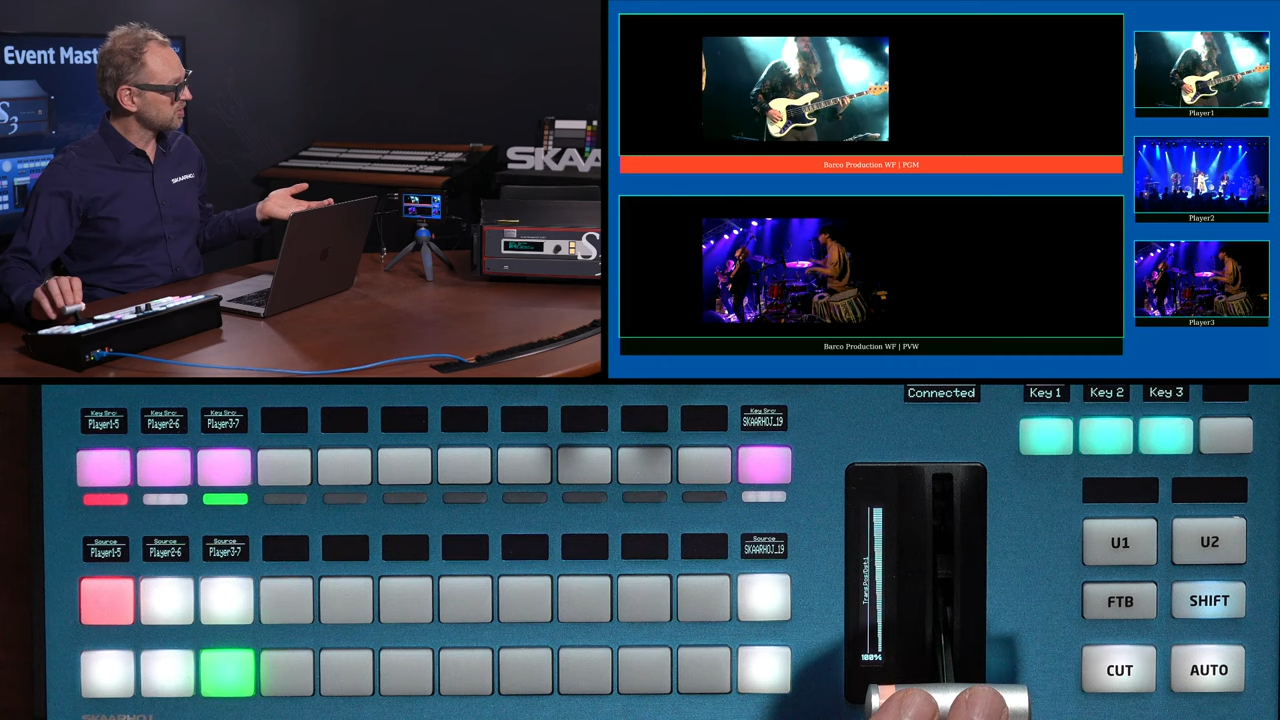 Event Mast
S3
SKAARHOJ
SKAA
S
Barco Production WF | PGM
Barco Production WF | PVW
Player1
Player2
Player3
Connected
Key 1
Key 2
Key 3
Key Src:
Player1-5
Key Src:
Player2-6
Key Src:
Player3-7
Key Src:
SKAARHOJ_19
Source
Player1-5
Source
Player2-6
Source
Player3-7
Source
SKAARHOJ_19
100%
U1
U2
FTB
SHIFT
CUT
AUTO
SKAARHOJ